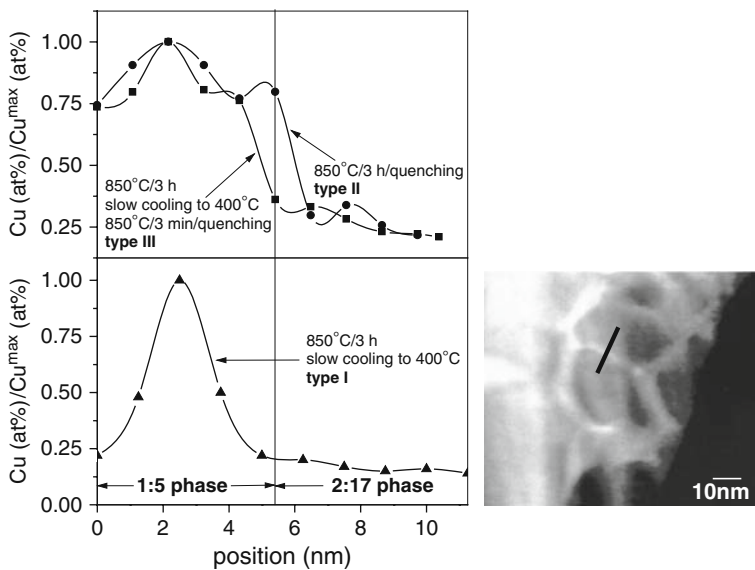 Cu (at%)/Cu^max (at%)
1.00
0.75
0.50
0.25
850°C/3 h
slow cooling to 400°C
850°C/3 min/quenching
type III
850°C/3 h/quenching
type II
Cu (at%)/Cu^max (at%)
1.00
0.75
0.50
0.25
0.00
850°C/3 h
slow cooling to 400°C
type I
1:5 phase
2:17 phase
0 2 4 6 8 10
position (nm)
10nm